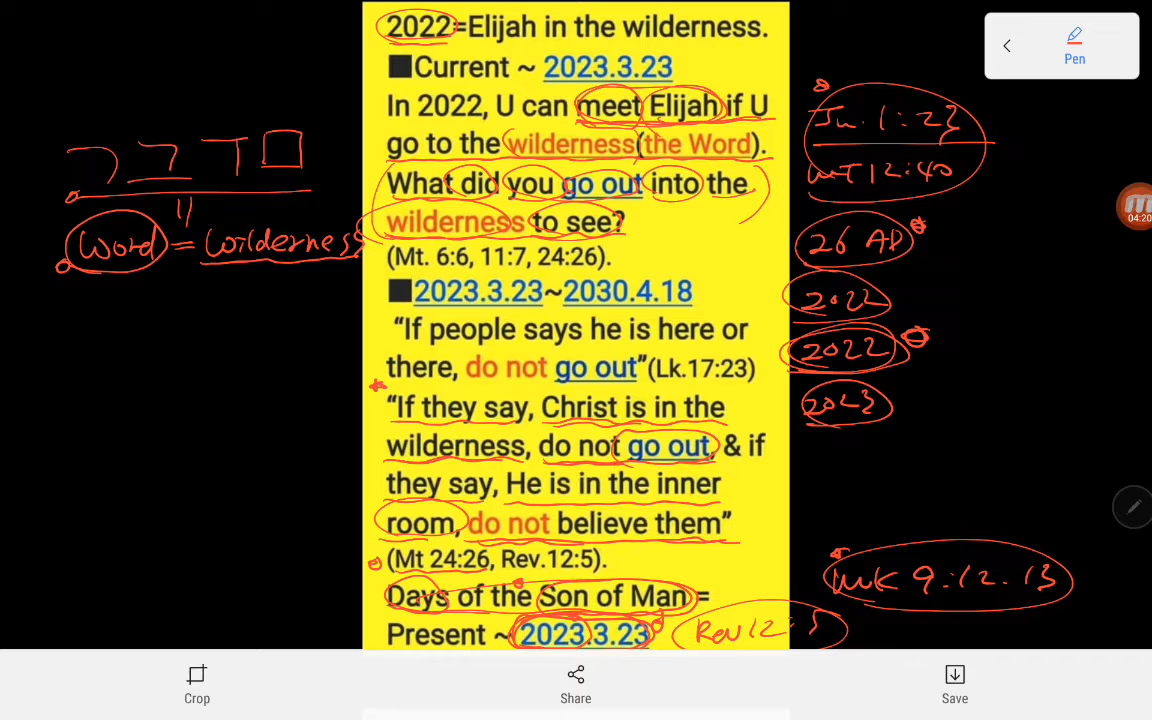 2022=Elijah in the wilderness.
■Current ~ 2023.3.23
In 2022, U can meet Elijah if U
go to the wilderness(the Word).
What did you go out into the
wilderness to see?
(Mt. 6:6, 11:7, 24:26).
■2023.3.23~2030.4.18
“If people says he is here or
there, do not go out”(Lk.17:23)
“If they say, Christ is in the
wilderness, do not go out, & if
they say, He is in the inner
room, do not believe them”
(Mt 24:26, Rev.12:5).
Days of the Son of Man =
Present ~ 2023.3.23
Word = wilderness
Jn. 1:23
MT 12:40
26 AD
2022
2022
2023
MK 9:12.13
Rev 12:5
Pen
04:20
Crop
Share
Save